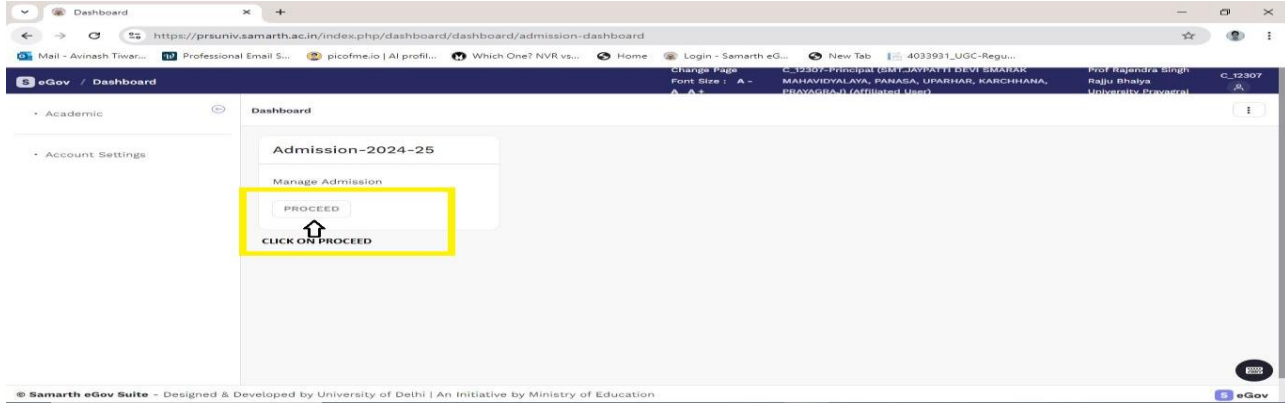 Dashboard
https://prsuniv.samarth.ac.in/index.php/dashboard/dashboard/admission-dashboard
Mail - Avinash Tiwar... Professional Email S... picofme.io | AI profil... Which One? NVR vs... Home Login - Samarth eG... New Tab 4033931_UGC-Regu...
S eGov / Dashboard
Change Page
Font Size : A -
A A +
C_12307-Principal (SMT.JAYPATTI DEVI SMARAK
MAHAVIDYALAYA, PANASA, UPARHAR, KARCHHANA,
PRAYAGRAJ) (Affiliated User)
Prof Rajendra Singh
Rajju Bhaiya
University Prayagraj
C_12307
Academic
Account Settings
Dashboard
Admission-2024-25
Manage Admission
PROCEED
CLICK ON PROCEED
© Samarth eGov Suite - Designed & Developed by University of Delhi | An Initiative by Ministry of Education
S eGov